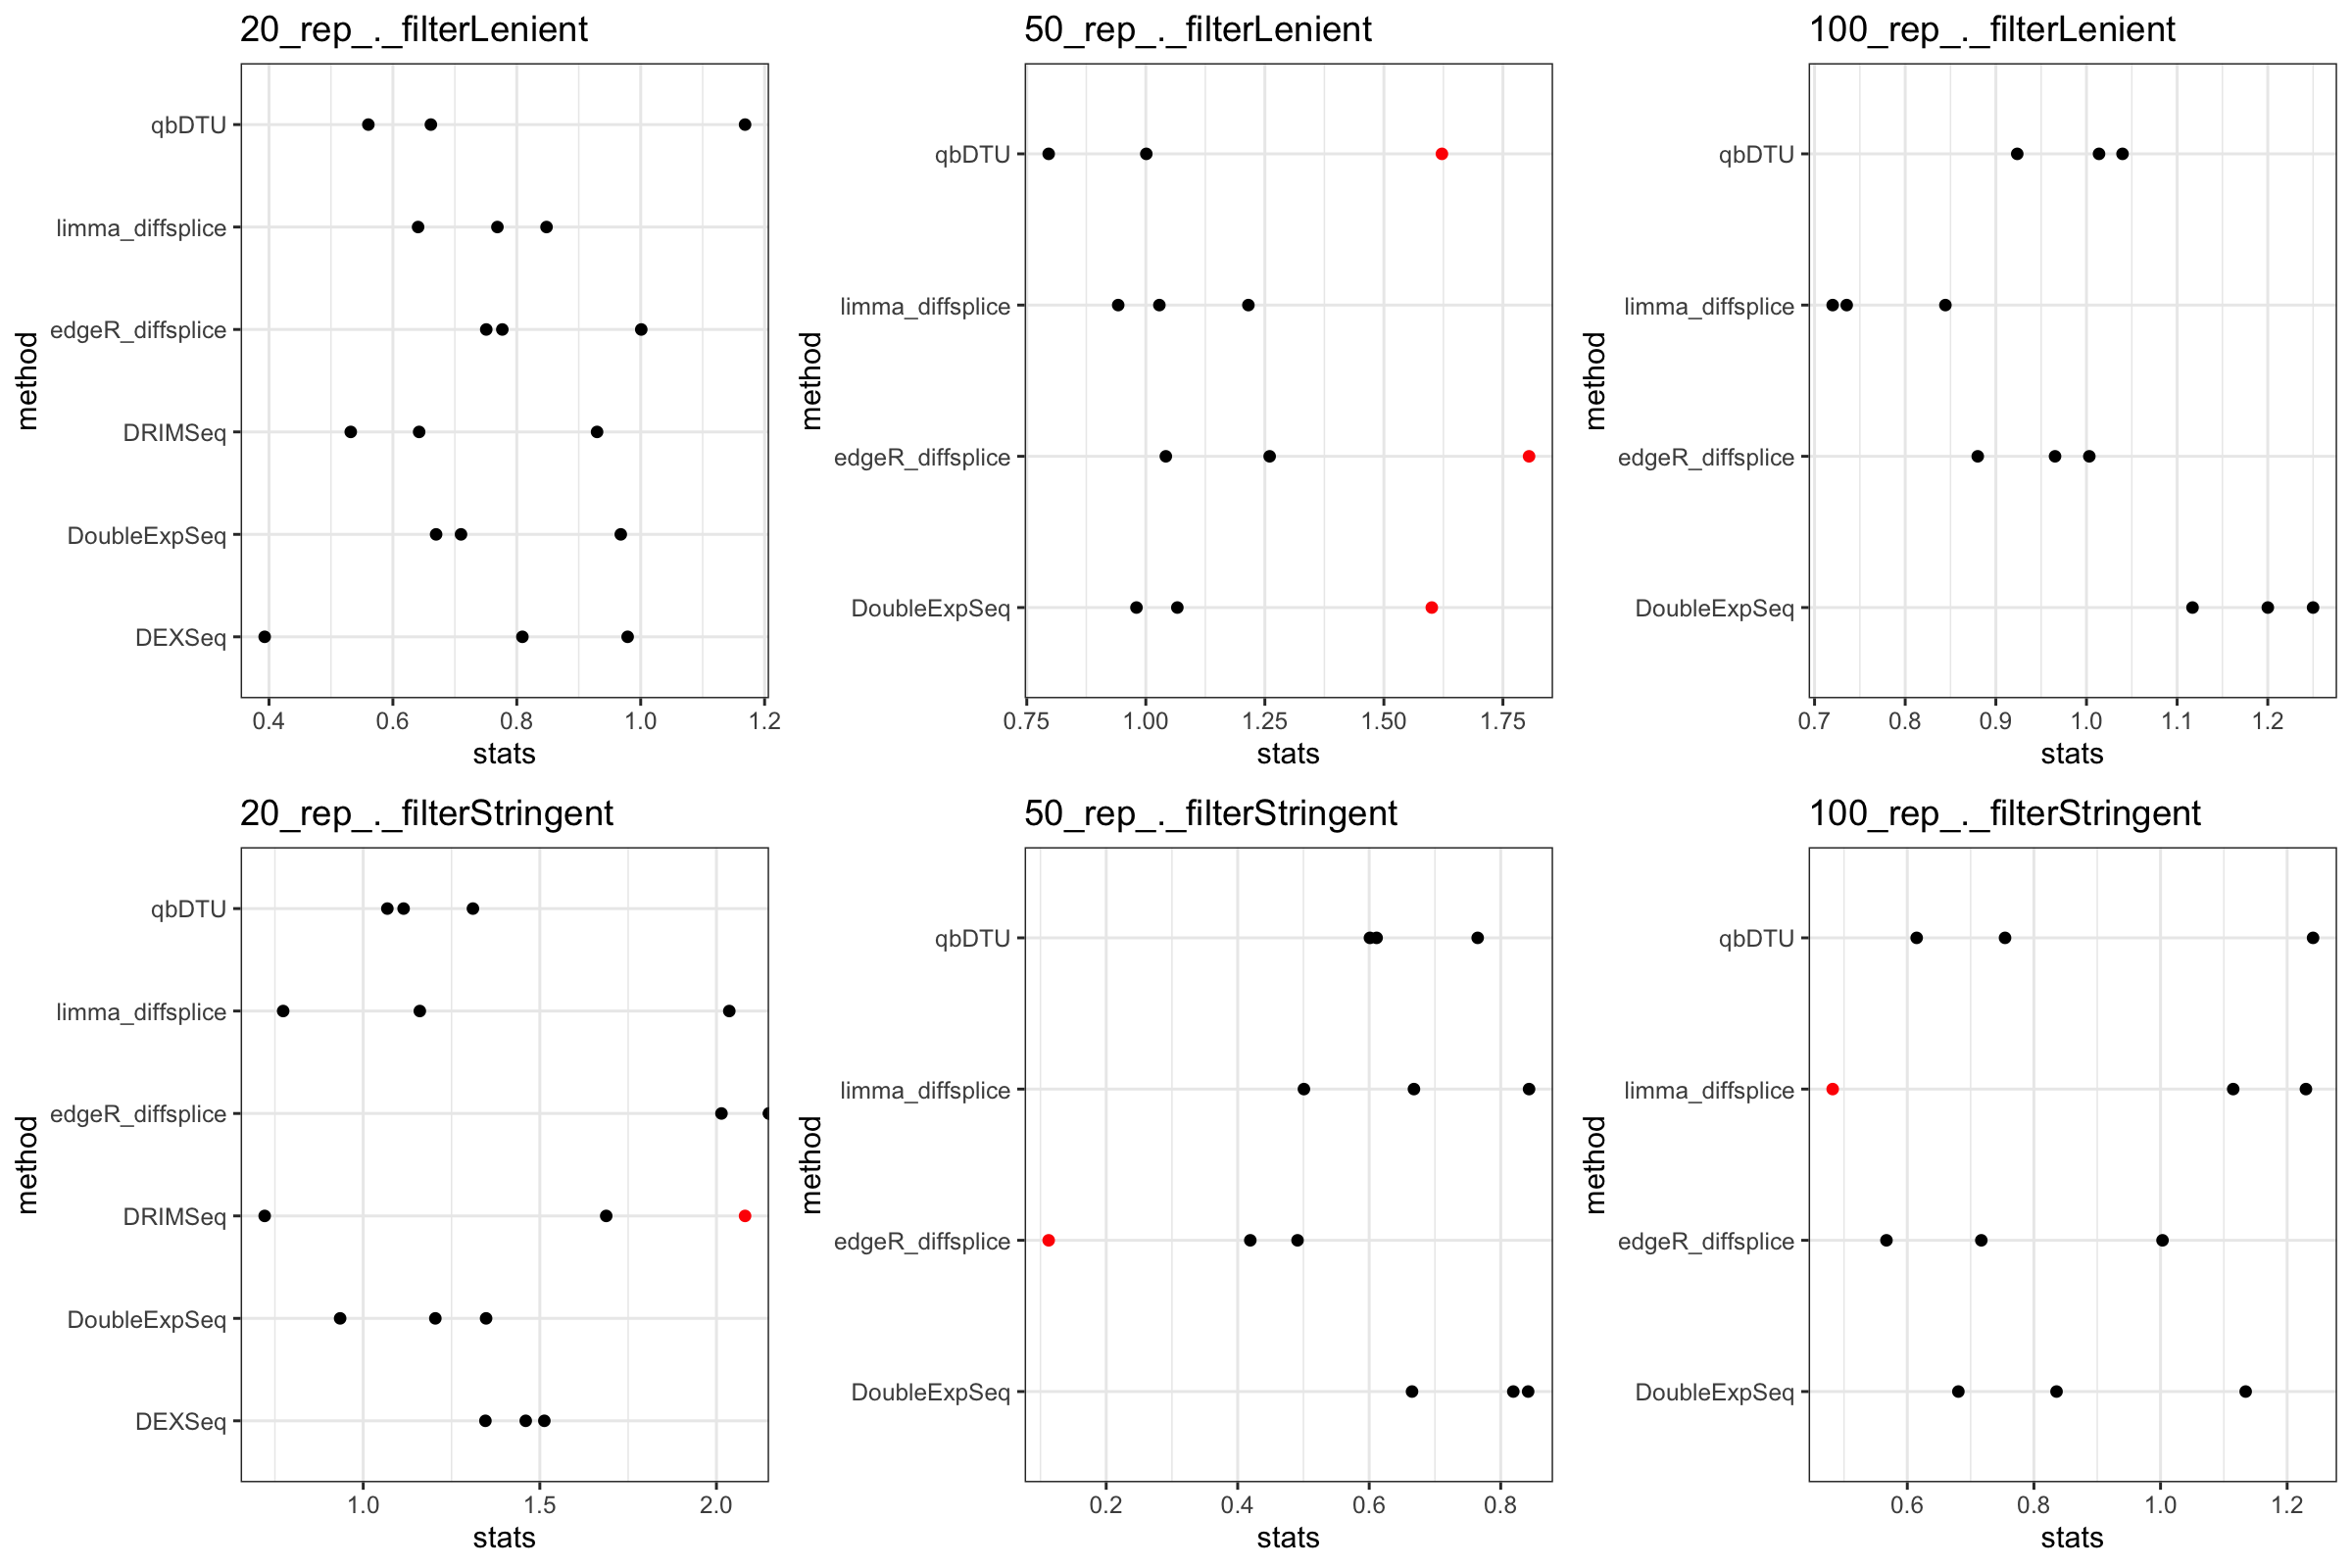 20_rep_._filterLenient
method
qbDTU
limma_diffsplice
edgeR_diffsplice
DRIMSeq
DoubleExpSeq
DEXSeq
0.4 0.6 0.8 1.0 1.2
stats
50_rep_._filterLenient
method
qbDTU
limma_diffsplice
edgeR_diffsplice
DoubleExpSeq
0.75 1.00 1.25 1.50 1.75
stats
100_rep_._filterLenient
method
qbDTU
limma_diffsplice
edgeR_diffsplice
DoubleExpSeq
0.7 0.8 0.9 1.0 1.1 1.2
stats
20_rep_._filterStringent
method
qbDTU
limma_diffsplice
edgeR_diffsplice
DRIMSeq
DoubleExpSeq
DEXSeq
1.0 1.5 2.0
stats
50_rep_._filterStringent
method
qbDTU
limma_diffsplice
edgeR_diffsplice
DoubleExpSeq
0.2 0.4 0.6 0.8
stats
100_rep_._filterStringent
method
qbDTU
limma_diffsplice
edgeR_diffsplice
DoubleExpSeq
0.6 0.8 1.0 1.2
stats